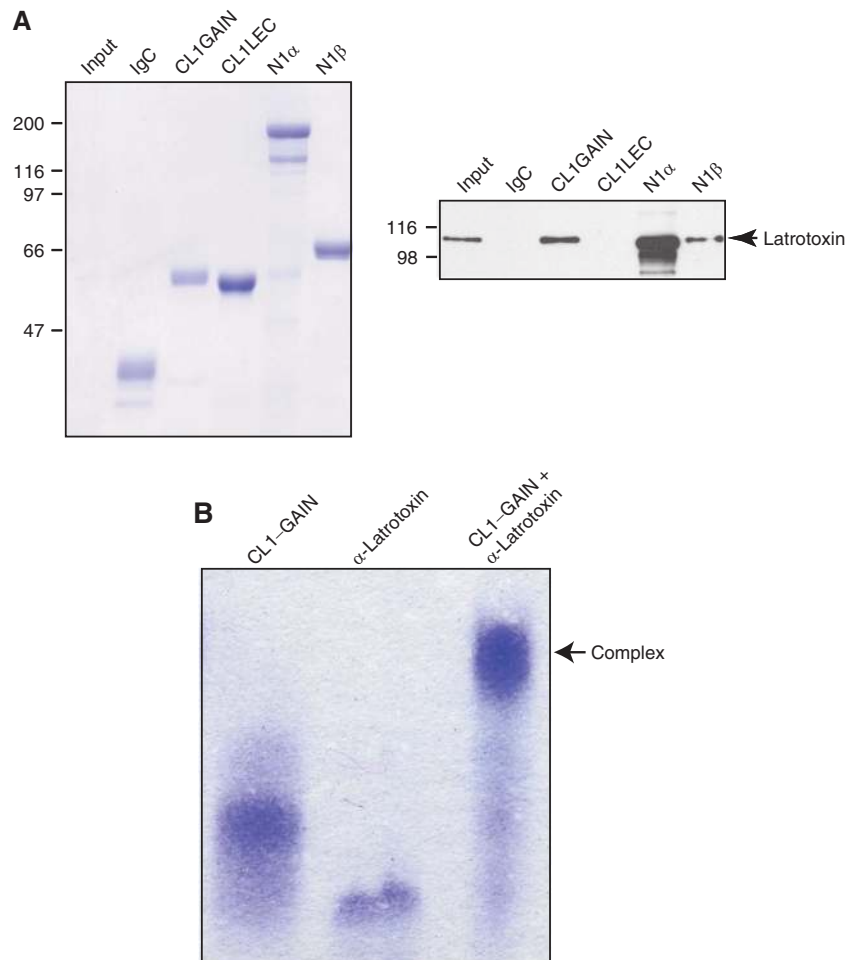 A
Input
IgC
CL1GAIN
CL1LEC
N1α
N1β
200
116
97
66
47
Input
IgC
CL1GAIN
CL1LEC
N1α
N1β
116
98
Latrotoxin
B
CL1–GAIN
α-Latrotoxin
CL1–GAIN +
α-Latrotoxin
Complex